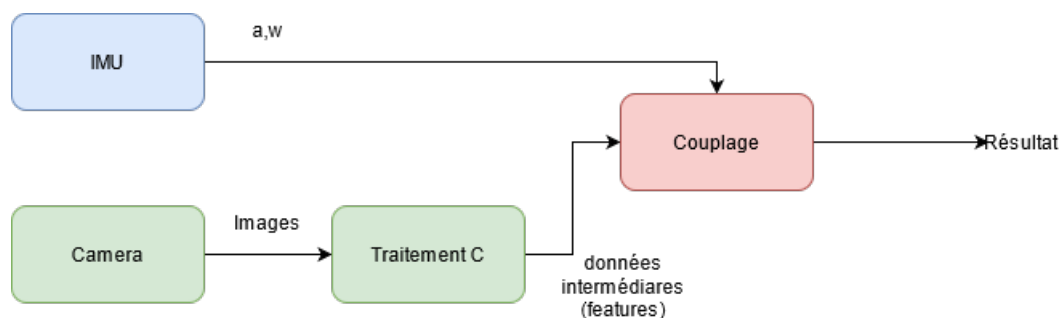 a,w
IMU
Couplage
Résultat
Images
Camera
Traitement C
données
intermédiares
(features)